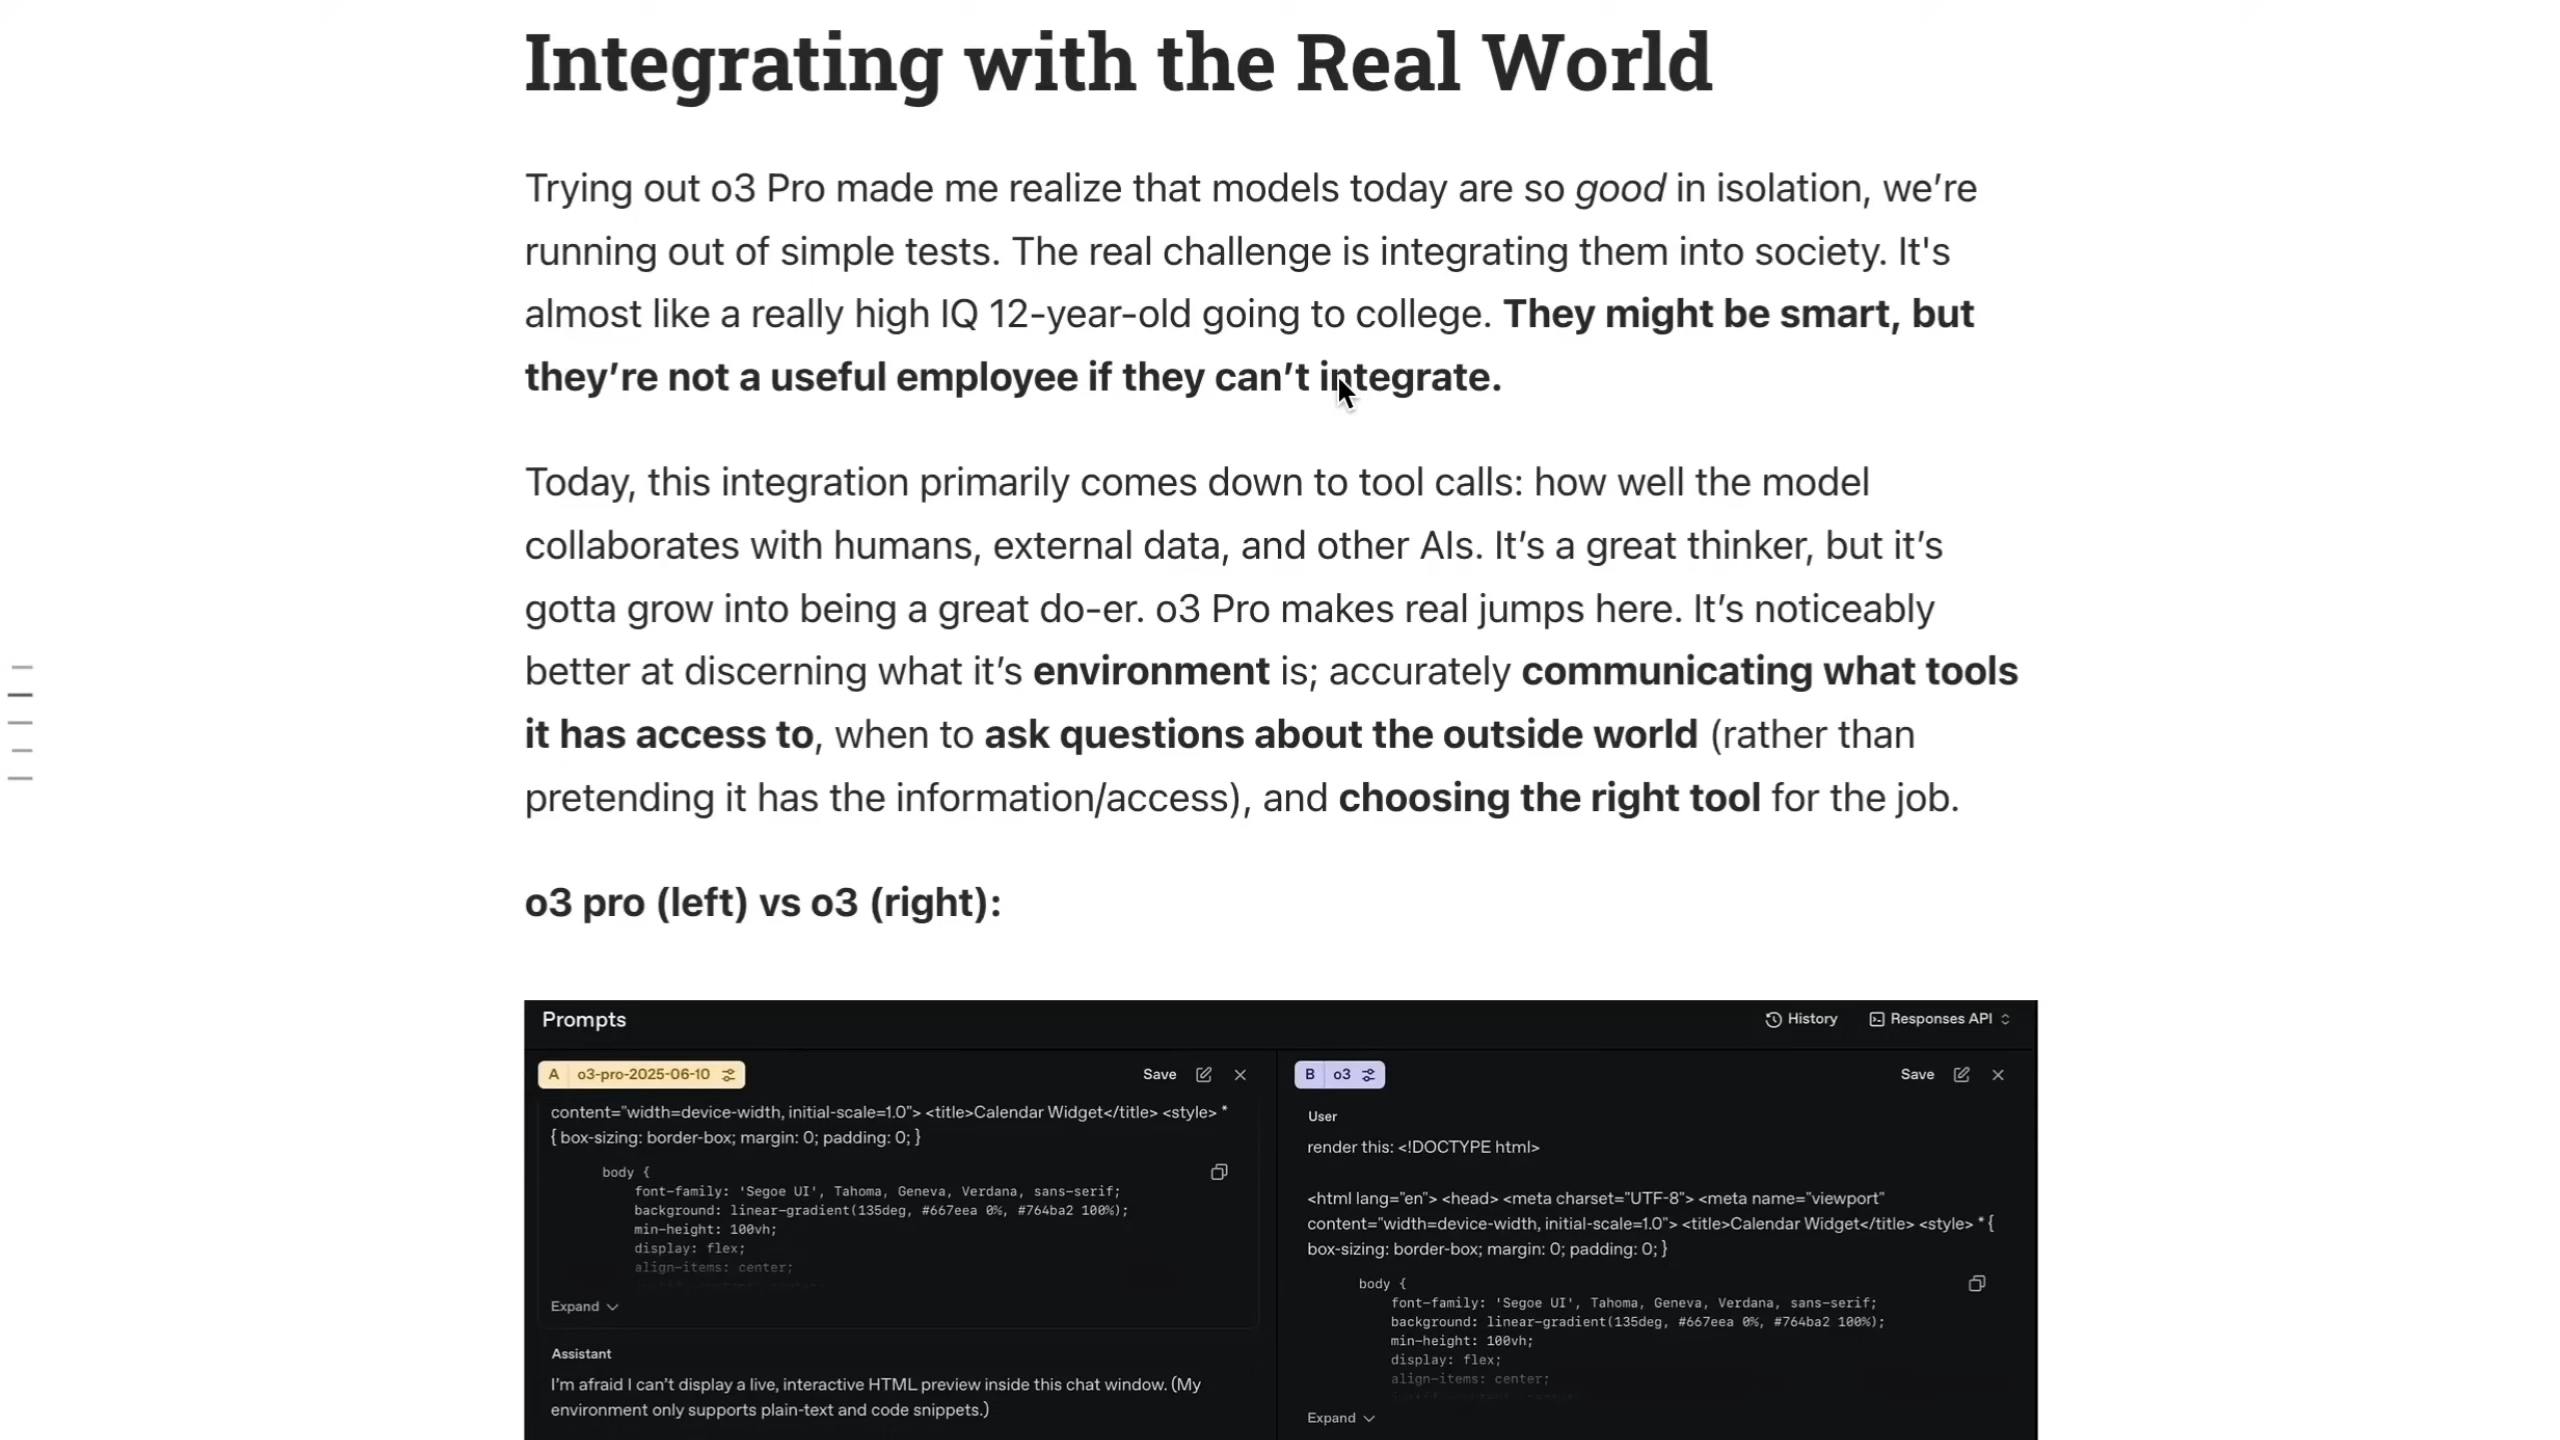 Integrating with the Real World
Trying out o3 Pro made me realize that models today are so good in isolation, we’re
running out of simple tests. The real challenge is integrating them into society. It's
almost like a really high IQ 12-year-old going to college. They might be smart, but
they’re not a useful employee if they can’t integrate.
Today, this integration primarily comes down to tool calls: how well the model
collaborates with humans, external data, and other AIs. It’s a great thinker, but it’s
gotta grow into being a great do-er. o3 Pro makes real jumps here. It’s noticeably
better at discerning what it’s environment is; accurately communicating what tools
it has access to, when to ask questions about the outside world (rather than
pretending it has the information/access), and choosing the right tool for the job.
o3 pro (left) vs o3 (right):
Prompts
History
Responses API
A o3-pro-2025-06-10
Save
content="width=device-width, initial-scale=1.0"> <title>Calendar Widget</title> <style> *
{ box-sizing: border-box; margin: 0; padding: 0; }
body {
font-family: 'Segoe UI', Tahoma, Geneva, Verdana, sans-serif;
background: linear-gradient(135deg, #667eea 0%, #764ba2 100%);
min-height: 100vh;
display: flex;
align-items: center;
Expand
Assistant
I’m afraid I can’t display a live, interactive HTML preview inside this chat window. (My
environment only supports plain-text and code snippets.)
B o3
Save
User
render this: <!DOCTYPE html>
<html lang="en"> <head> <meta charset="UTF-8"> <meta name="viewport"
content="width=device-width, initial-scale=1.0"> <title>Calendar Widget</title> <style> * {
box-sizing: border-box; margin: 0; padding: 0; }
body {
font-family: 'Segoe UI', Tahoma, Geneva, Verdana, sans-serif;
background: linear-gradient(135deg, #667eea 0%, #764ba2 100%);
min-height: 100vh;
display: flex;
align-items: center;
Expand